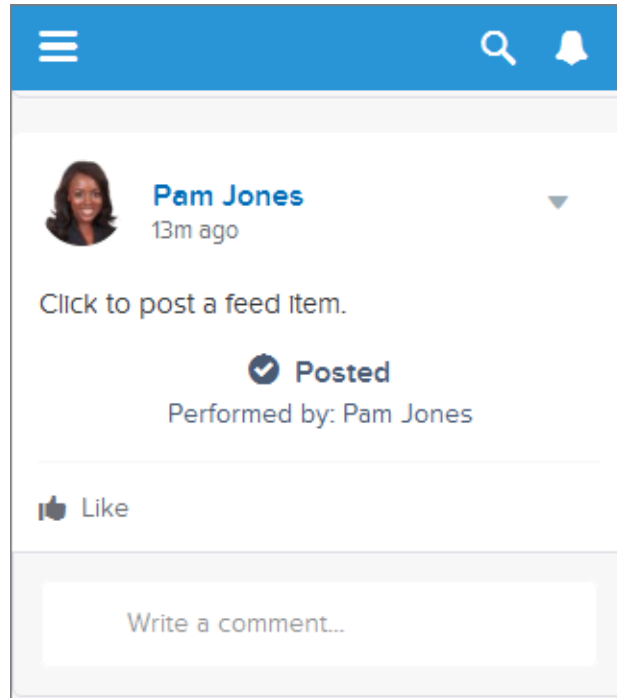 Pam Jones
13m ago
Click to post a feed item.
Posted
Performed by: Pam Jones
Like
Write a comment...